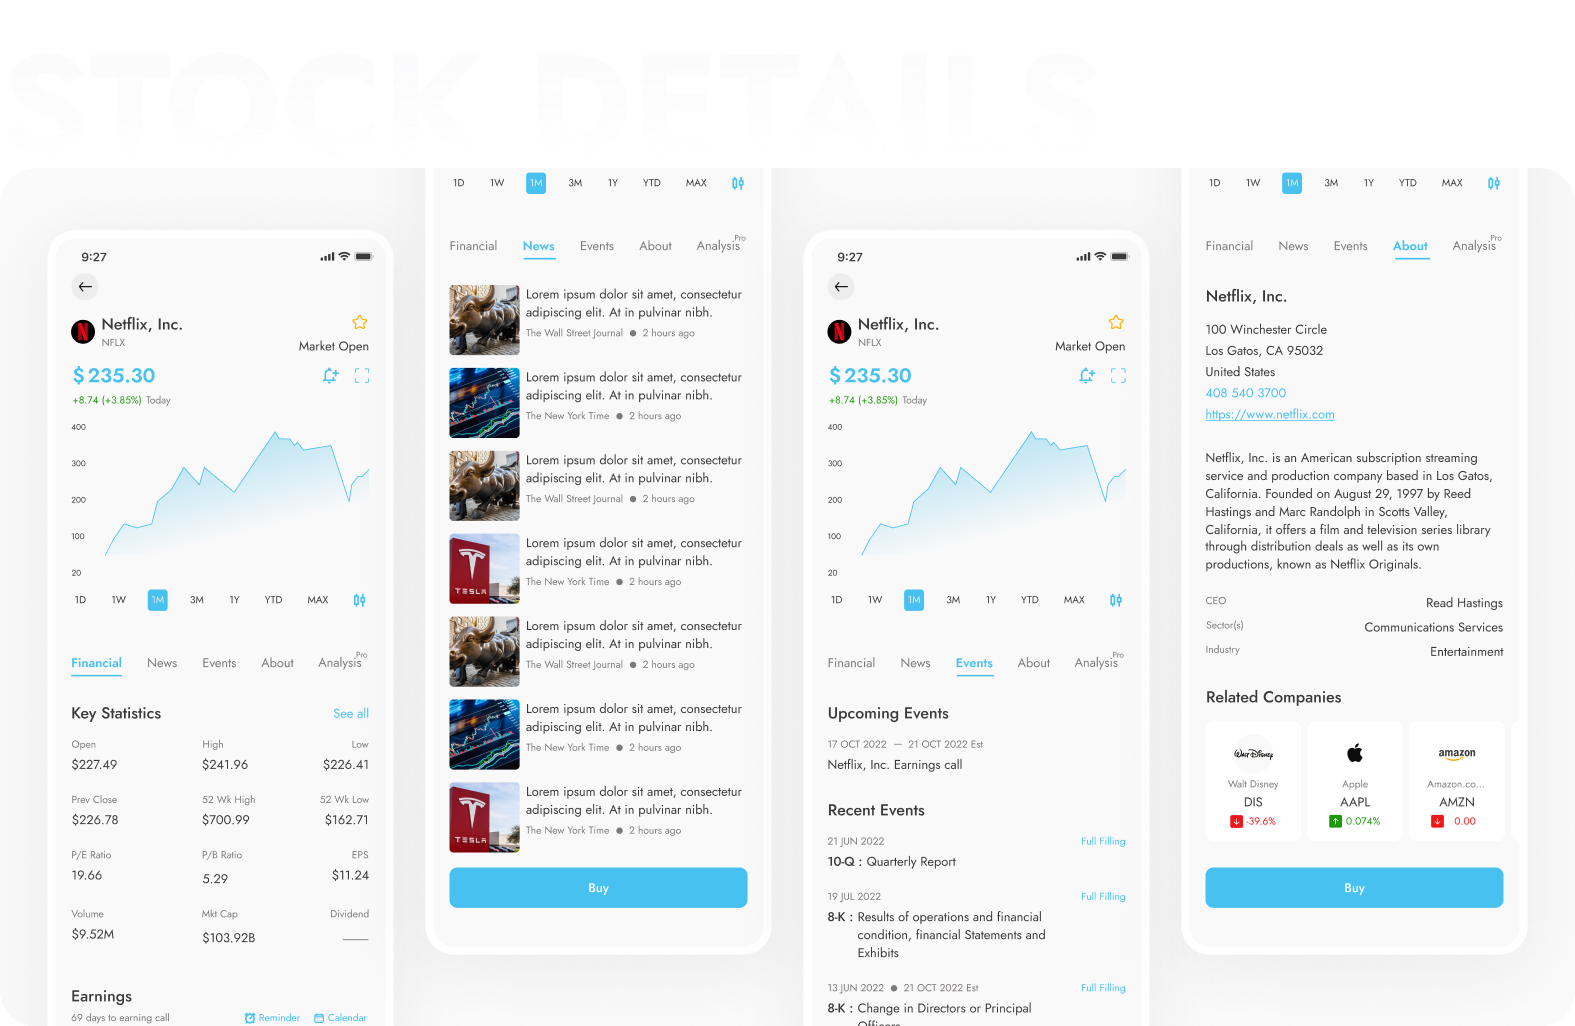 STOCK DETAILS
9:27
Netflix, Inc.
NFLX
Market Open
$ 235.30
+8.74 (+3.85%) Today
400
300
200
100
20
1D 1W 1M 3M 1Y YTD MAX
Financial News Events About Analysis Pro
Key Statistics See all
Open High Low
$227.49 $241.96 $226.41
Prev Close 52 Wk High 52 Wk Low
$226.78 $700.99 $162.71
P/E Ratio P/B Ratio EPS
19.66 5.29 $11.24
Volume Mkt Cap Dividend
$9.52M $103.92B
Earnings
69 days to earning call Reminder Calendar
1D 1W 1M 3M 1Y YTD MAX
Financial News Events About Analysis Pro
Lorem ipsum dolor sit amet, consectetur
adipiscing elit. At in pulvinar nibh.
The Wall Street Journal ● 2 hours ago
Lorem ipsum dolor sit amet, consectetur
adipiscing elit. At in pulvinar nibh.
The New York Time ● 2 hours ago
Lorem ipsum dolor sit amet, consectetur
adipiscing elit. At in pulvinar nibh.
The Wall Street Journal ● 2 hours ago
TESLA
Lorem ipsum dolor sit amet, consectetur
adipiscing elit. At in pulvinar nibh.
The New York Time ● 2 hours ago
Lorem ipsum dolor sit amet, consectetur
adipiscing elit. At in pulvinar nibh.
The Wall Street Journal ● 2 hours ago
Lorem ipsum dolor sit amet, consectetur
adipiscing elit. At in pulvinar nibh.
The New York Time ● 2 hours ago
TESLA
Lorem ipsum dolor sit amet, consectetur
adipiscing elit. At in pulvinar nibh.
The New York Time ● 2 hours ago
Buy
9:27
Netflix, Inc.
NFLX
Market Open
$ 235.30
+8.74 (+3.85%) Today
400
300
200
100
20
1D 1W 1M 3M 1Y YTD MAX
Financial News Events About Analysis Pro
Upcoming Events
17 OCT 2022 — 21 OCT 2022 Est
Netflix, Inc. Earnings call
Recent Events
21 JUN 2022 Full Filling
10-Q : Quarterly Report
19 JUL 2022 Full Filling
8-K : Results of operations and financial
condition, financial Statements and
Exhibits
13 JUN 2022 ● 21 OCT 2022 Est Full Filling
8-K : Change in Directors or Principal
Officers
1D 1W 1M 3M 1Y YTD MAX
Financial News Events About Analysis Pro
Netflix, Inc.
100 Winchester Circle
Los Gatos, CA 95032
United States
408 540 3700
https://www.netflix.com
Netflix, Inc. is an American subscription streaming
service and production company based in Los Gatos,
California. Founded on August 29, 1997 by Reed
Hastings and Marc Randolph in Scotts Valley,
California, it offers a film and television series library
through distribution deals as well as its own
productions, known as Netflix Originals.
CEO Read Hastings
Sector(s) Communications Services
Industry Entertainment
Related Companies
Walt Disney amazon
Walt Disney Apple Amazon.co...
DIS AAPL AMZN
-39.6% 0.074% 0.00
Buy